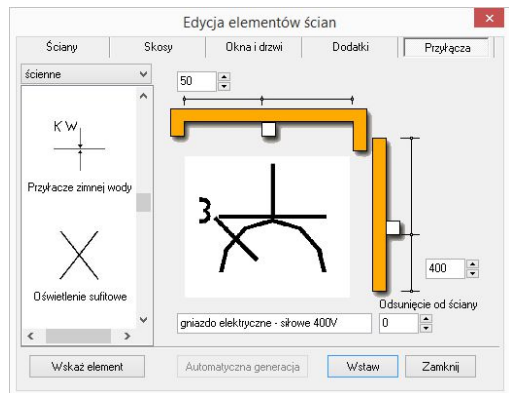 Edycja elementów ścian
Ściany Skosy Okna i drzwi Dodatki Przyłącza
ścienne
50
KW
Przyłącze zimnej wody
3
400
Oświetlenie sufitowe
Odsunięcie od ściany
gniazdo elektryczne - siłowe 400V 0
Wskaż element Automatyczna generacja Wstaw Zamknij